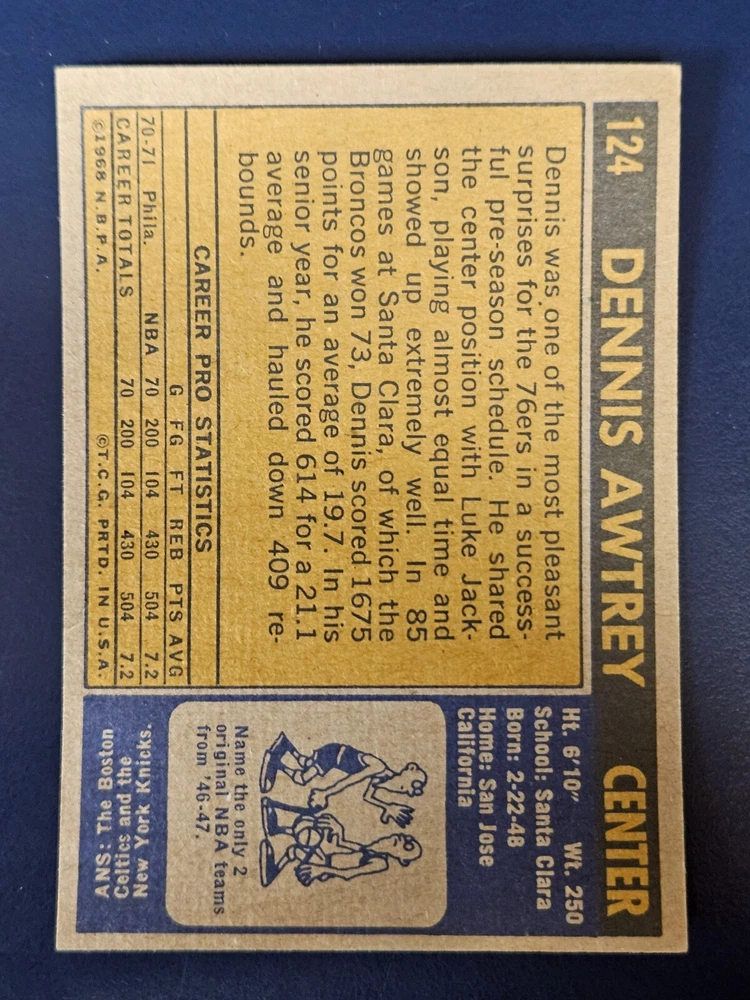 124 DENNIS AWTREY CENTER
Dennis was one of the most pleasant
surprises for the 76ers in a success-
ful pre-season schedule. He shared
the center position with Luke Jack-
son, playing almost equal time and
showed up extremely well. In 85
games at Santa Clara, of which the
Broncos won 73, Dennis scored 1675
points for an average of 19.7. In his
senior year, he scored 614 for a 21.1
average and hauled down 409 re-
bounds.
CAREER PRO STATISTICS
G FG FT REB PTS AVG
70-71 Phila. NBA 70 200 104 430 504 7.2
CAREER TOTALS 70 200 104 430 504 7.2
©1968 N.B.P.A. ©T.C.G. PRTD. IN U.S.A.
Ht. 6'10" Wt. 250
School: Santa Clara
Born: 2-22-48
Home: San Jose
California
Name the only 2
original NBA teams
from '46-47.
ANS: The Boston
Celtics and the
New York Knicks.